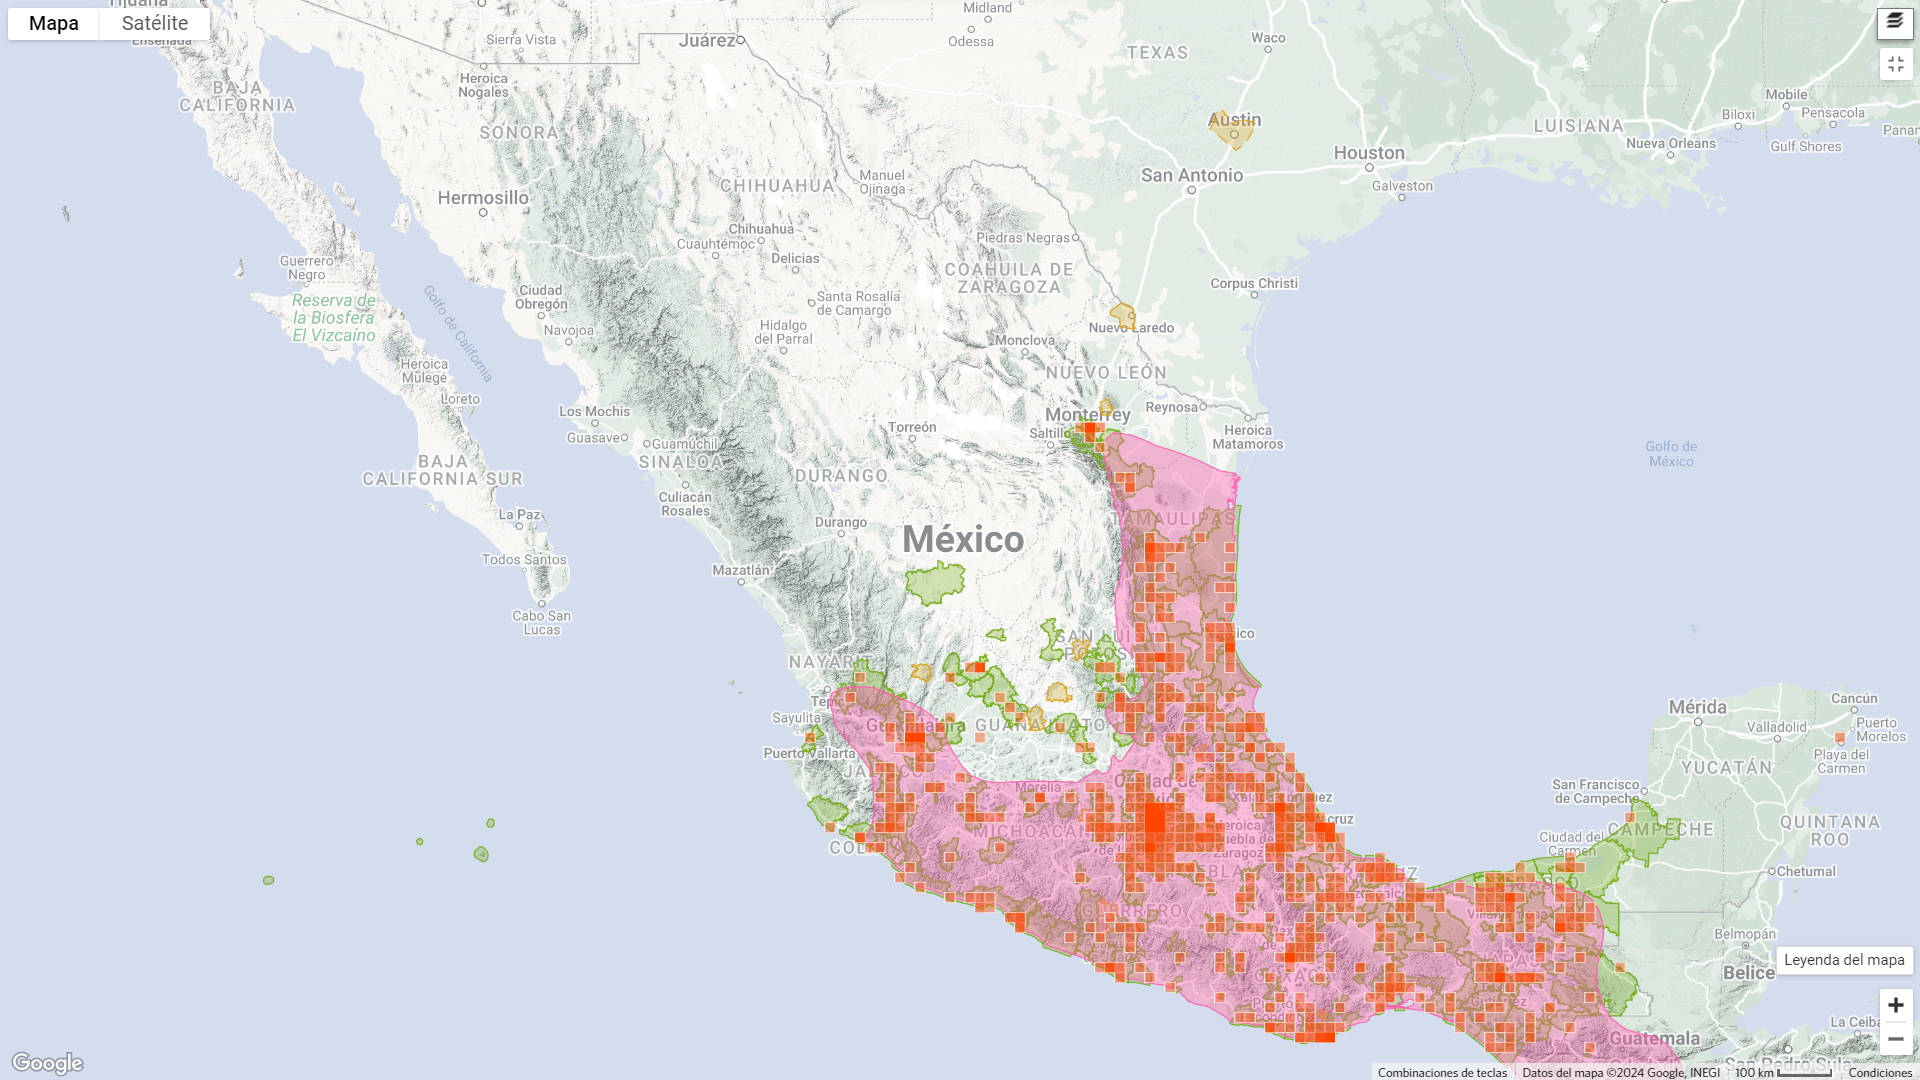 Mapa
Satélite
Tijuana
Ensenada
Sierra Vista
Juárez
Midland
Odessa
TEXAS
Waco
Heroica
Nogales
BAJA
CALIFORNIA
SONORA
Austin
LUISIANA
Mobile
Biloxi
Pensacola
Gulf Shores
Nueva Orleans
Houston
San Antonio
Galveston
CHIHUAHUA
Manuel
Ojinaga
Hermosillo
Chihuahua
Cuauhtémoc
Delicias
Piedras Negras
COAHUILA DE
ZARAGOZA
Corpus Christi
Guerrero
Negro
Reserva de
la Biosfera
El Vizcaíno
Golfo de California
Ciudad
Obregón
Navojoa
Santa Rosalía
de Camargo
Hidalgo
del Parral
Nuevo Laredo
Monclova
NUEVO LEÓN
Heroica
Mulegé
Loreto
Los Mochis
Guasave
Guamúchil
SINALOA
Torreón
Monterrey
Saltillo
Reynosa
Heroica
Matamoros
Golfo de
México
BAJA
CALIFORNIA SUR
DURANGO
Culiacán
Rosales
La Paz
Durango
TAMAULIPAS
México
Todos Santos
Mazatlán
Cabo San
Lucas
SAN LUIS
POTOSÍ
NAYARIT
Sayulita
Guadalajara
GUANAJUATO
Puerto Vallarta
JALISCO
Ciudad de
Morelia
MICHOACÁN
Mérida
Cancún
Valladolid
Puerto
Morelos
Playa del
Carmen
YUCATÁN
San Francisco
de Campeche
CAMPECHE
QUINTANA
ROO
Ciudad del
Carmen
Chetumal
Zaragoza
GUERRERO
OAXACA
Belmopán
Belice
Leyenda del mapa
Guatemala
La Ceiba
San Pedro Sula
Google
Combinaciones de teclas
Datos del mapa ©2024 Google, INEGI
100 km
Condiciones